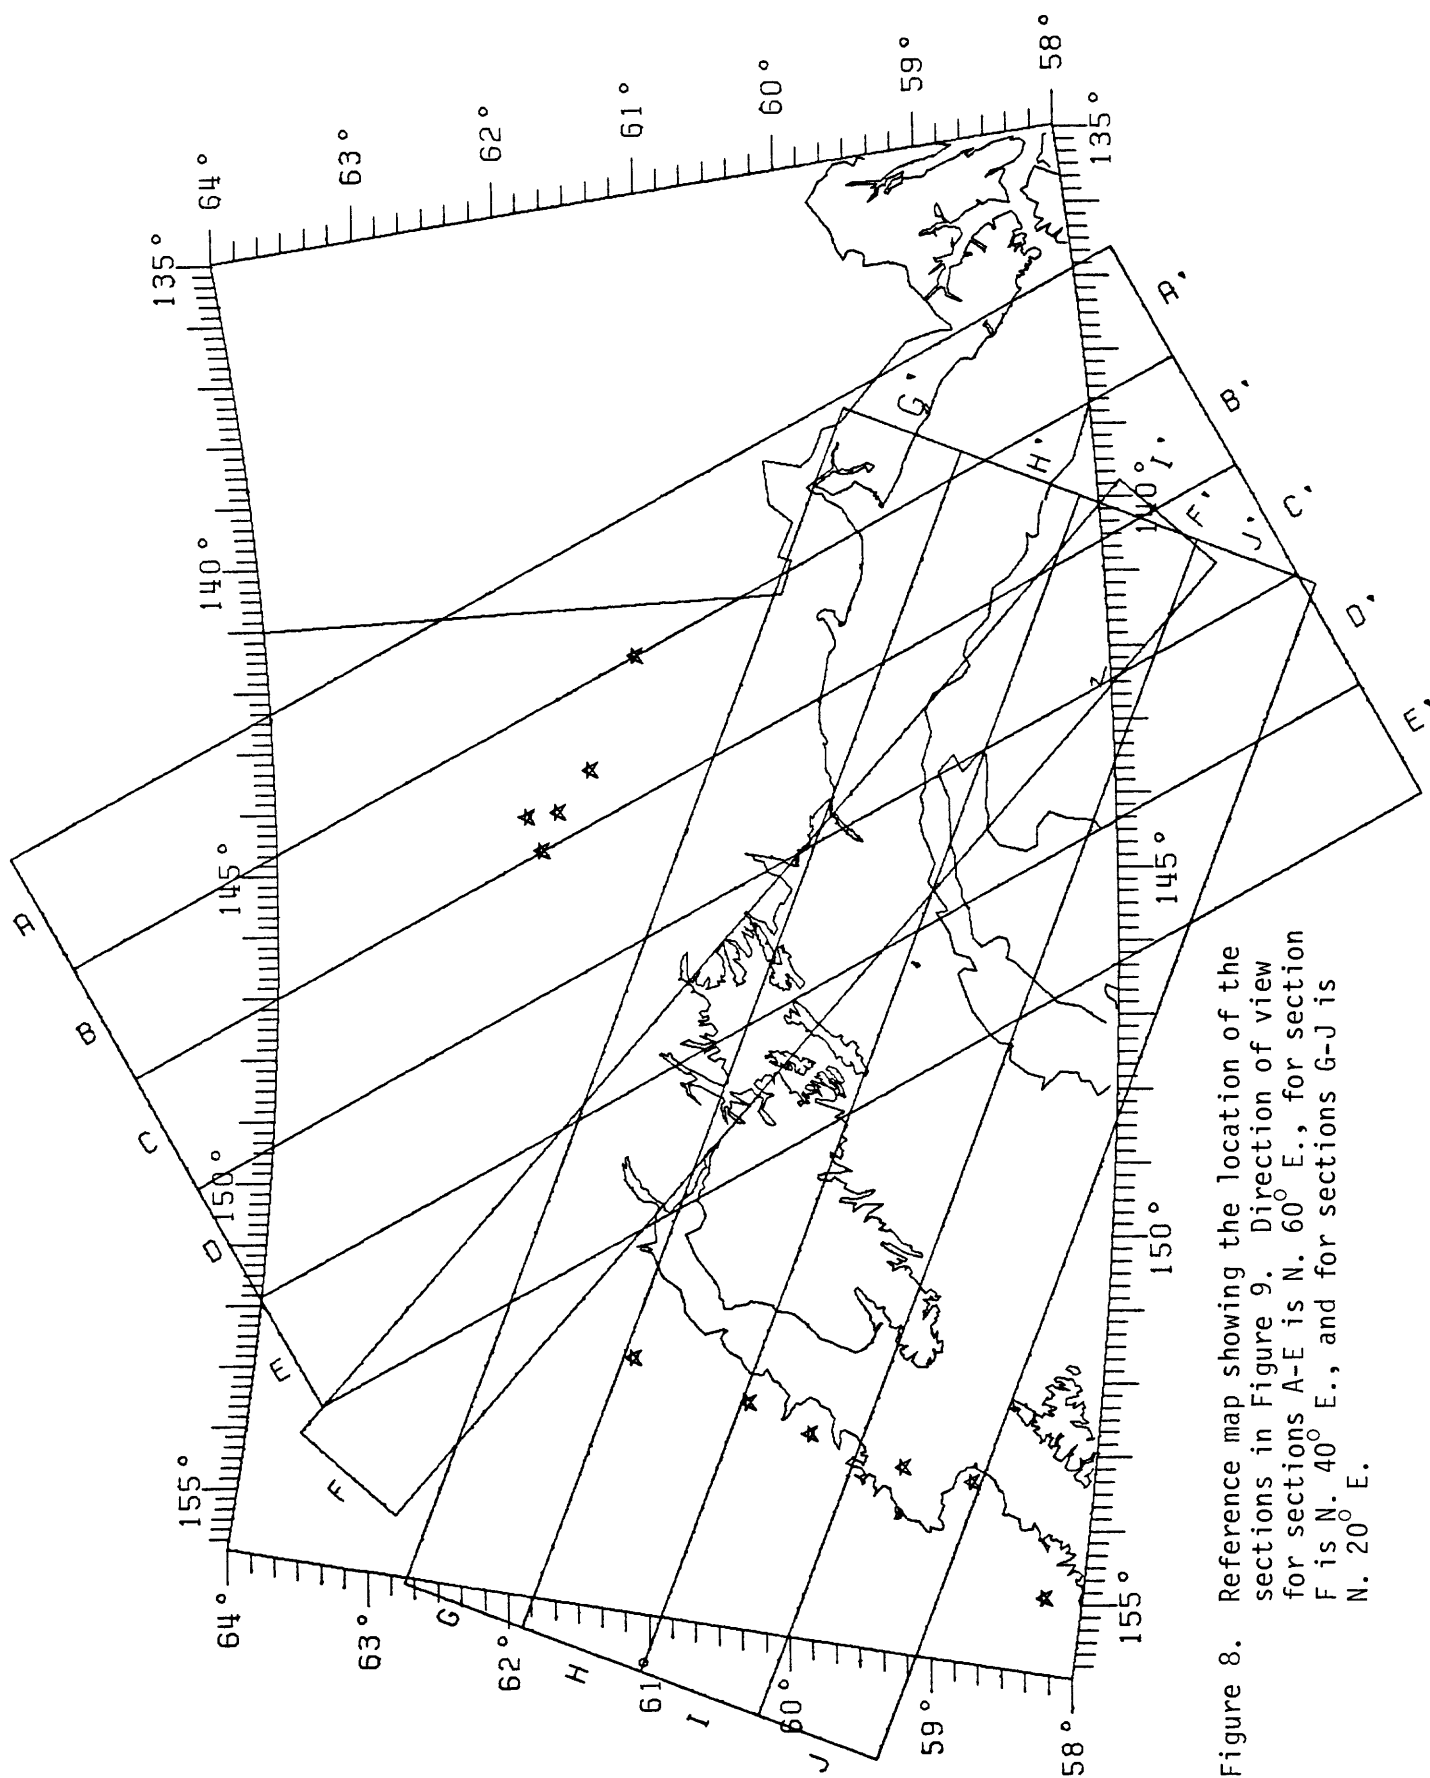 64°
63°
62°
61°
60°
59°
58°
135°
140°
145°
150°
155°
64°
63°
62°
61
60°
59°
58°
135°
140°
145°
150°
155°
A
B
C
D
E
F
G
H
I
J
A'
B'
C'
D'
E'
F'
G'
H'
I'
J'
Figure 8. Reference map showing the location of the
sections in Figure 9. Direction of view
for sections A-E is N. 60° E., for section
F is N. 40° E., and for sections G-J is
N. 20° E.